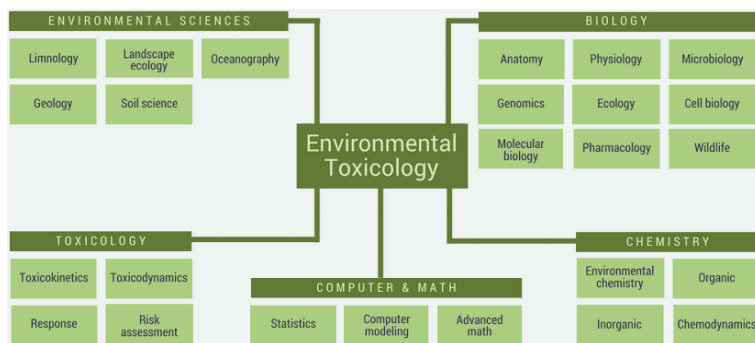 ENVIRONMENTAL SCIENCES
Limnology
Landscape
ecology
Oceanography
Geology
Soil science
BIOLOGY
Anatomy
Physiology
Microbiology
Genomics
Ecology
Cell biology
Molecular
biology
Pharmacology
Wildlife
Environmental
Toxicology
TOXICOLOGY
Toxicokinetics
Toxicodynamics
Response
Risk
assessment
COMPUTER & MATH
Statistics
Computer
modeling
Advanced
math
CHEMISTRY
Environmental
chemistry
Organic
Inorganic
Chemodynamics